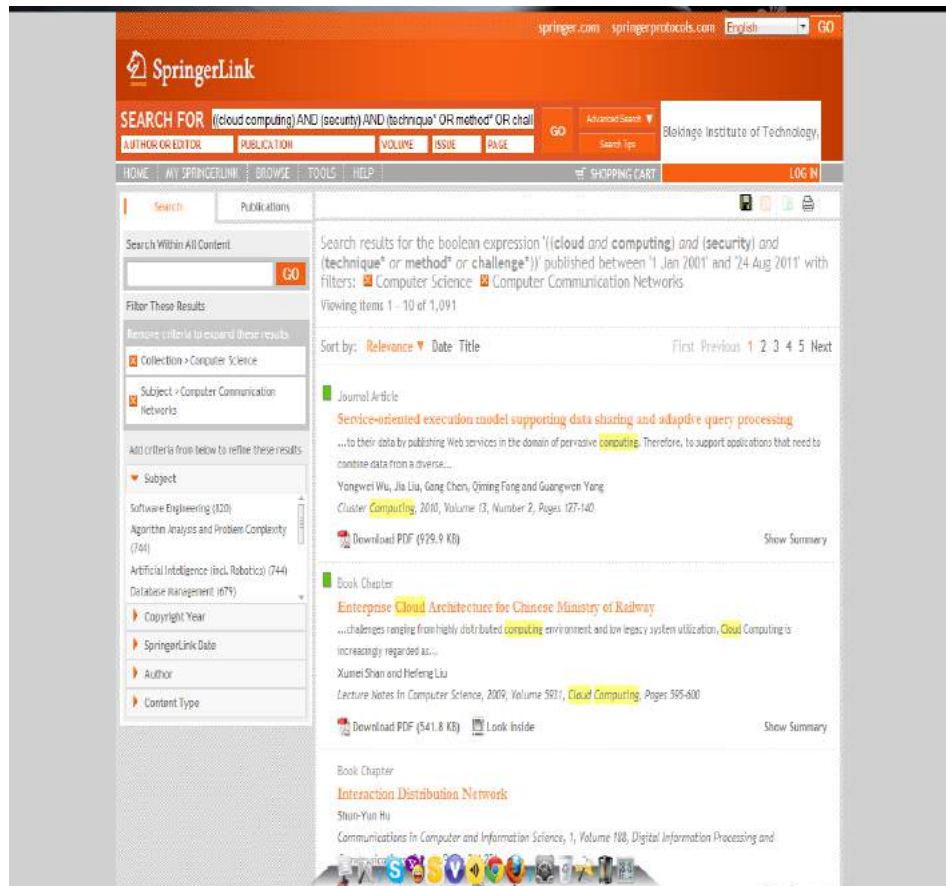 springer.com springerprotocols.com English GO
SpringerLink
SEARCH FOR ((cloud computing) AND (security) AND (technique* OR method* OR chall
GO
Advanced Search
Search Tips
Blekinge Institute of Technology,
AUTHOR OR EDITOR PUBLICATION VOLUME ISSUE PAGE
HOME MY SPRINGERLINK BROWSE TOOLS HELP SHOPPING CART LOG IN
Search Publications
Search Within All Content
GO
Filter These Results
Remove criteria to expand these results
Collection > Computer Science
Subject > Computer Communication
Networks
Add criteria from below to refine these results
Subject
Software Engineering (820)
Algorithm Analysis and Problem Complexity
(744)
Artificial Intelligence (incl. Robotics) (744)
Database management (679)
Copyright Year
SpringerLink Date
Author
Content Type
Search results for the boolean expression '((cloud and computing) and (security) and
(technique* or method* or challenge*))' published between '1 Jan 2001' and '24 Aug 2011' with
filters: Computer Science Computer Communication Networks
Viewing items 1 - 10 of 1,091
Sort by: Relevance Date Title First Previous 1 2 3 4 5 Next
Journal Article
Service-oriented execution model supporting data sharing and adaptive query processing
...to their data by publishing Web services in the domain of pervasive computing. Therefore, to support applications that need to
combine data from a diverse...
Yongwei Wu, Jia Liu, Gang Chen, Qiming Fang and Guangwen Yang
Cluster Computing, 2010, Volume 13, Number 2, Pages 127-140
Download PDF (929.9 KB) Show Summary
Book Chapter
Enterprise Cloud Architecture for Chinese Ministry of Railway
...challenges ranging from highly distributed computing environment and low legacy system utilization, Cloud Computing is
increasingly regarded as...
Xumei Shan and Hefeng Liu
Lecture Notes in Computer Science, 2009, Volume 5931, Cloud Computing, Pages 595-600
Download PDF (541.8 KB) Look Inside Show Summary
Book Chapter
Interaction Distribution Network
Shun-Yun Hu
Communications in Computer and Information Science, 1, Volume 188, Digital Information Processing and